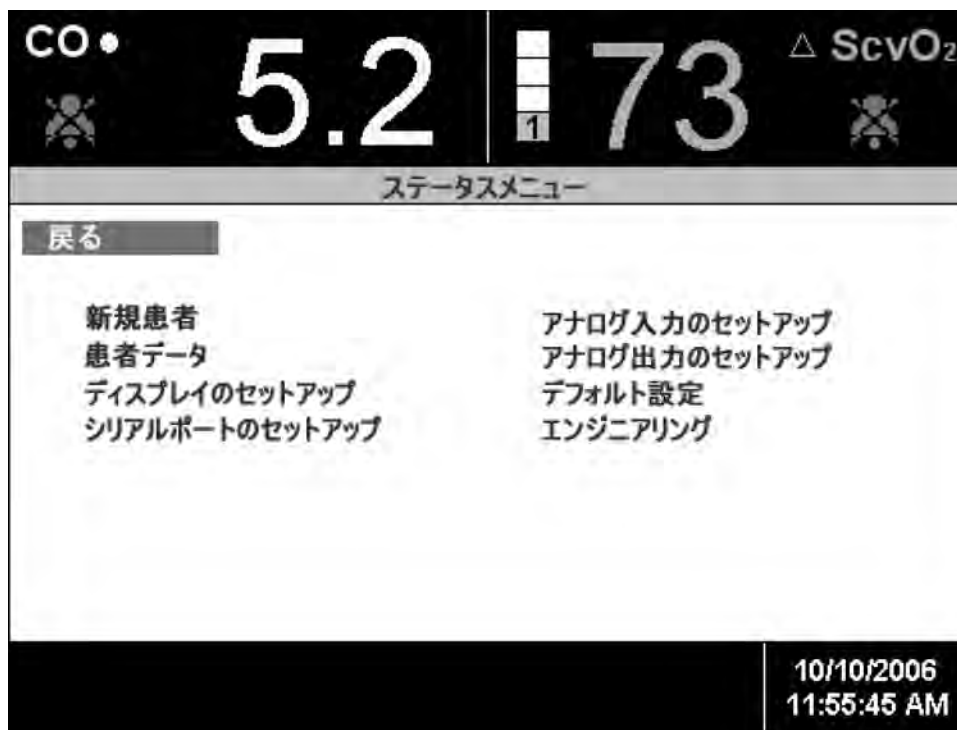 CO 5.2 1 73 △ ScvO₂
ステータスメニュー
戻る
新規患者
患者データ
ディスプレイのセットアップ
シリアルポートのセットアップ
アナログ入力のセットアップ
アナログ出力のセットアップ
デフォルト設定
エンジニアリング
10/10/2006
11:55:45 AM